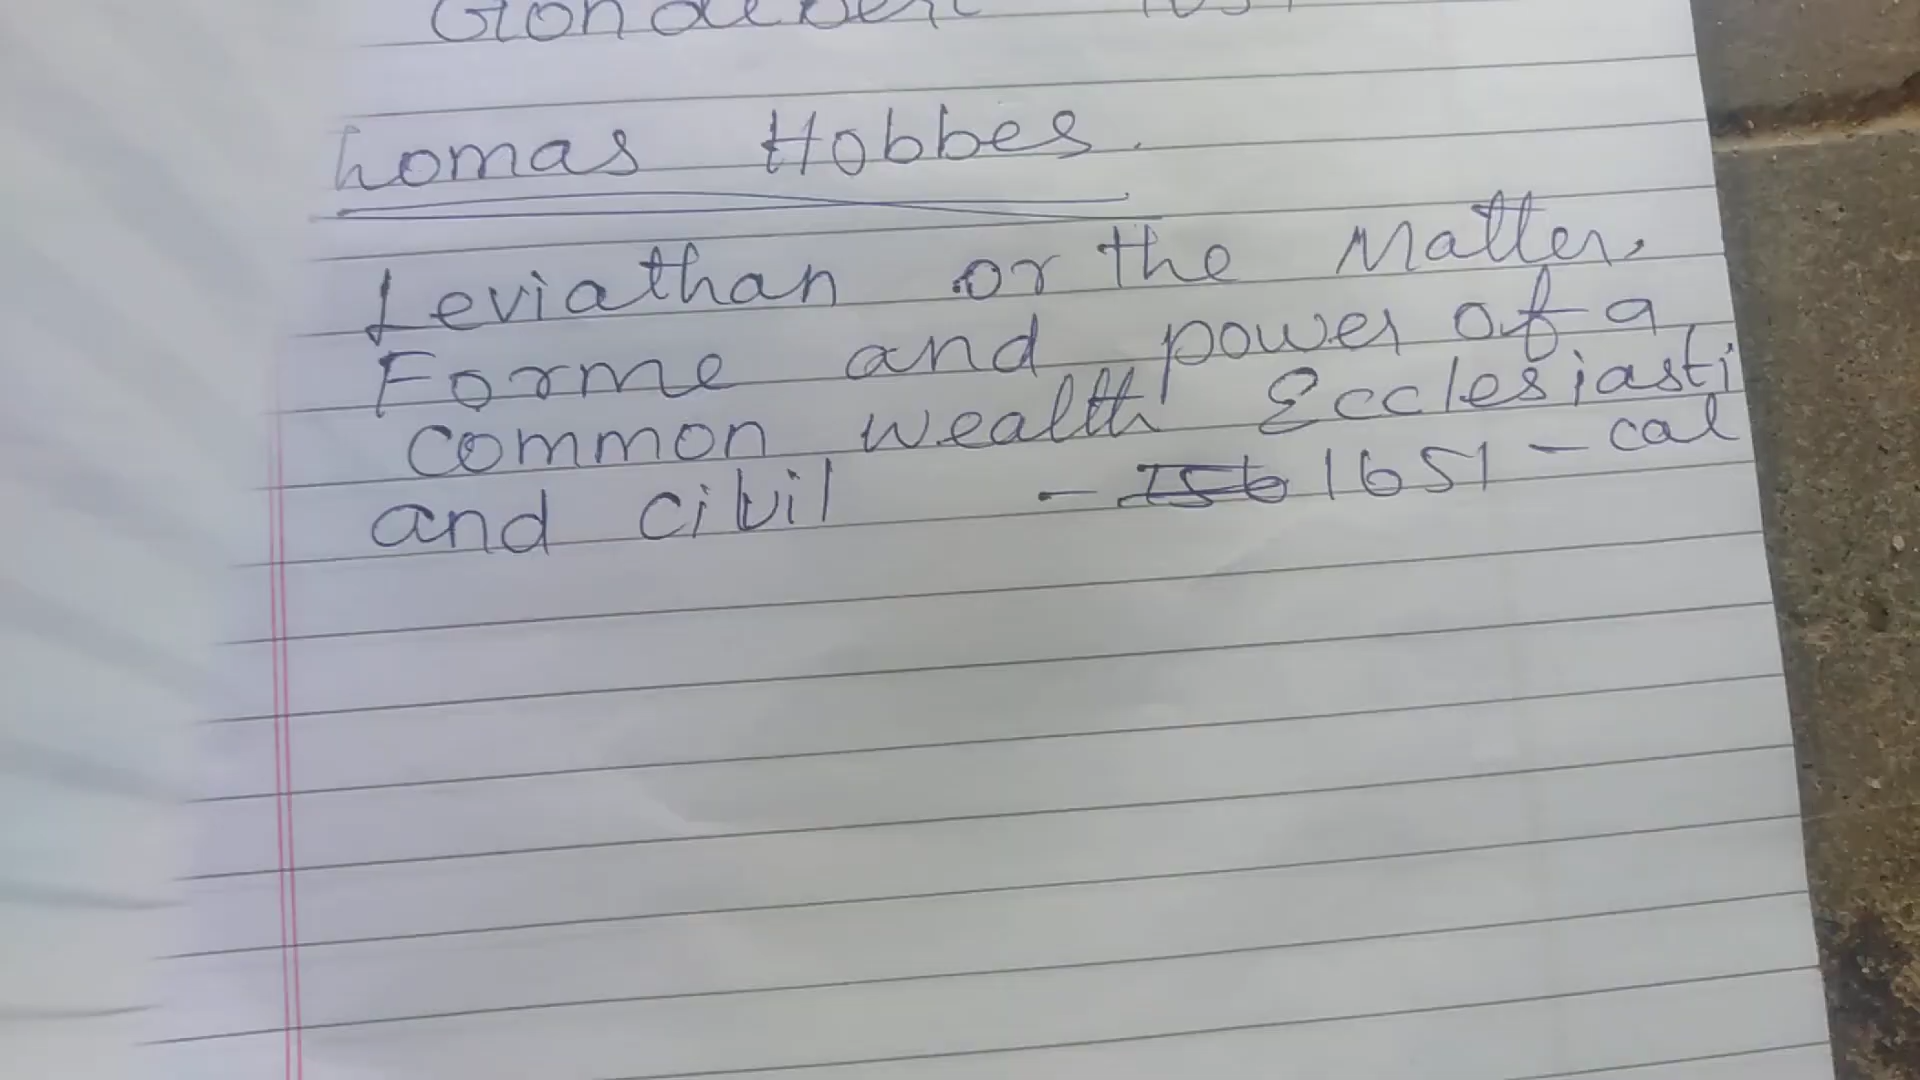 homas Hobbes.
Leviathan or the Matter,
Forme and power of a
common wealth Ecclesiasti
cal
and civil - 1651 -